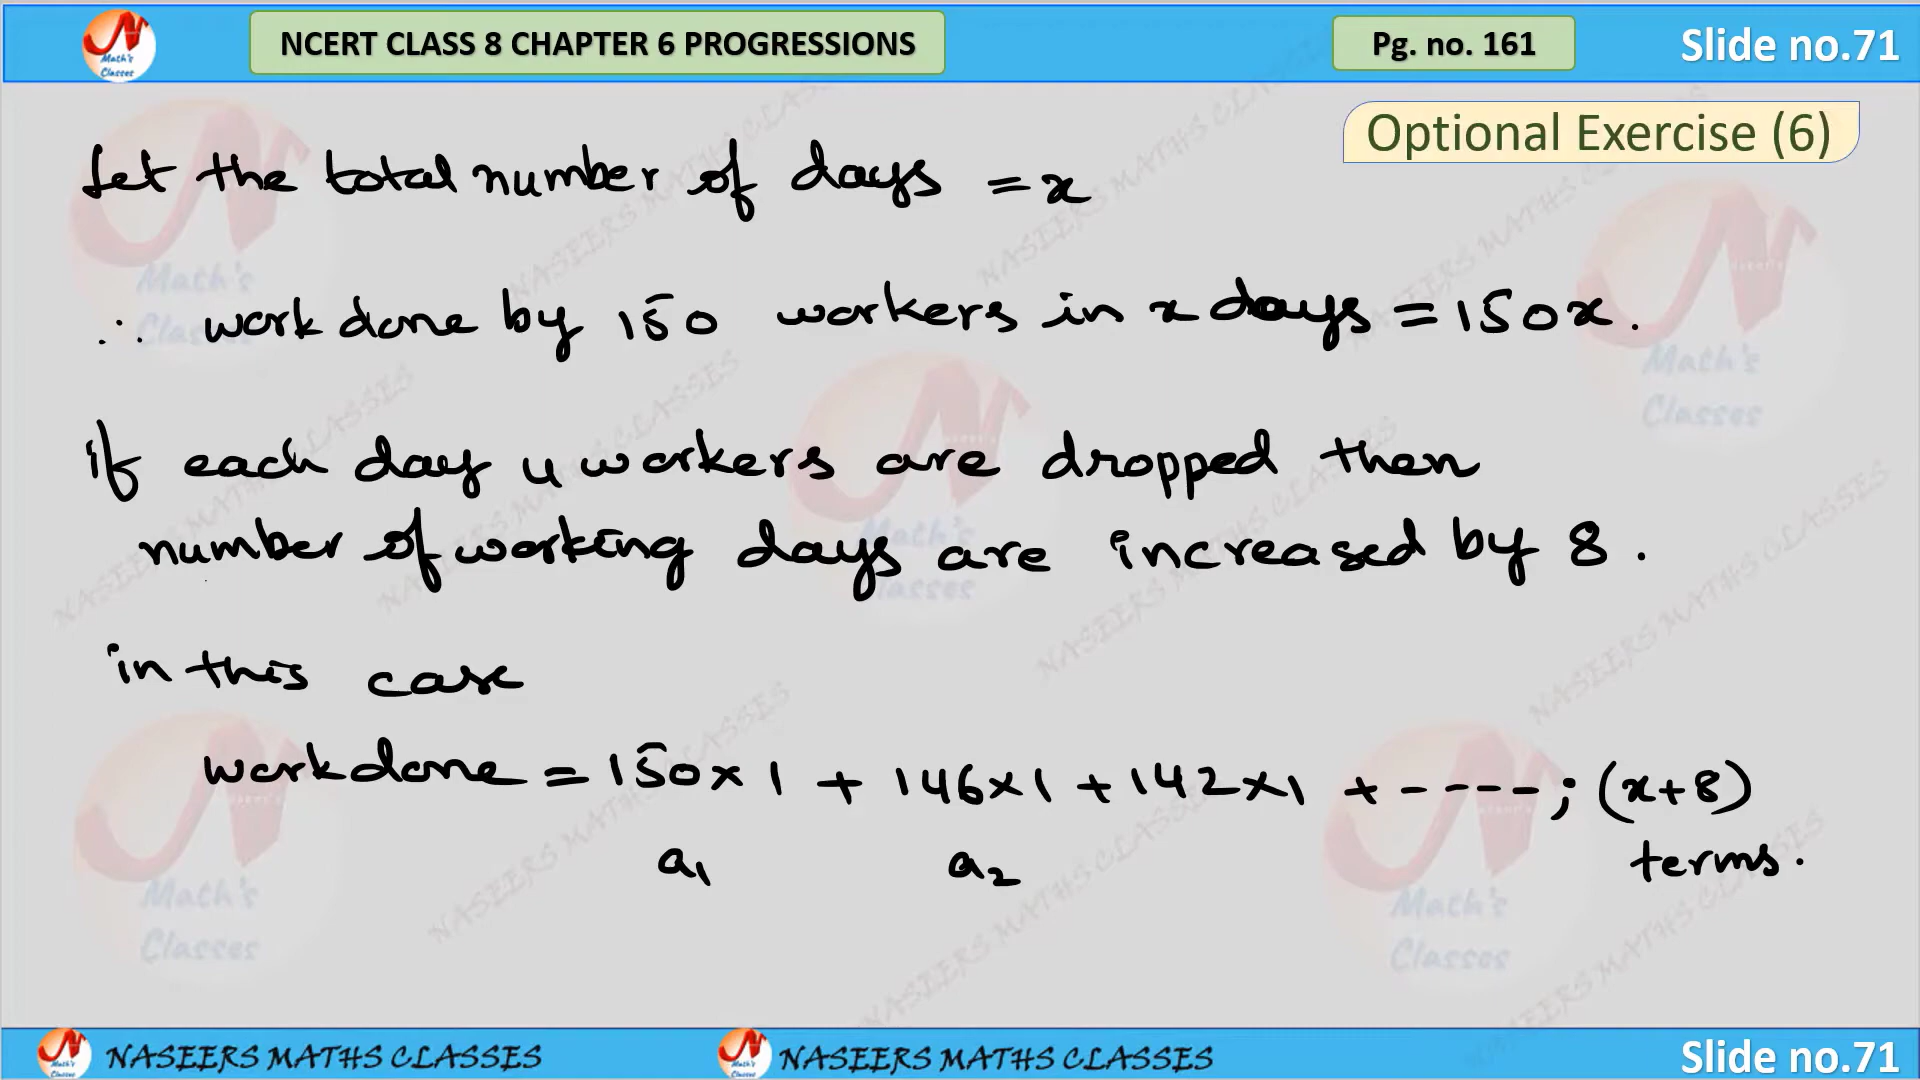 Math's
Classes
NCERT CLASS 8 CHAPTER 6 PROGRESSIONS
Pg. no. 161
Slide no.71
Optional Exercise (6)
Let the total number of days = x
∴ work done by 150 workers in x days = 150x.
if each day 4 workers are dropped then
number of working days are increased by 8.
in this case
workdone = 150×1 + 146×1 + 142×1 + - - - - -; (x+8)
terms.
a1 a2
NASEERS MATHS CLASSES
NASEERS MATHS CLASSES
Slide no.71